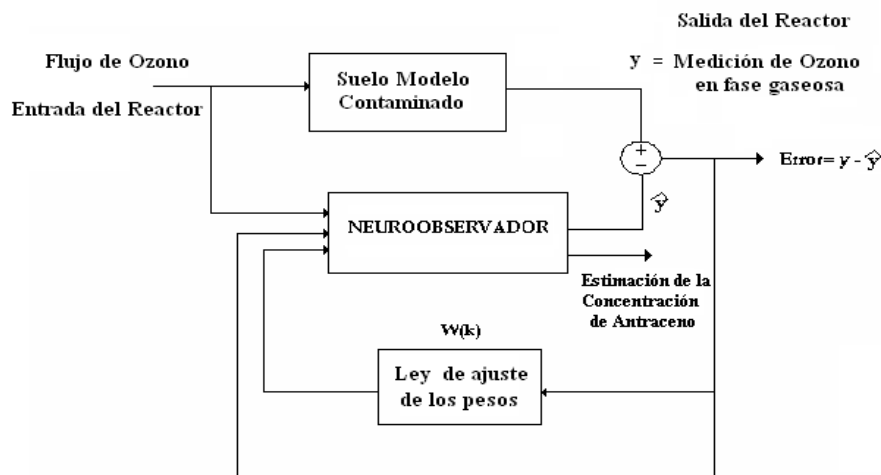 Salida del Reactor
y = Medición de Ozono
en fase gaseosa
Flujo de Ozono
Entrada del Reactor
Suelo Modelo
Contaminado
+
−
Error= y - ŷ
ŷ
NEUROOBSERVADOR
Estimación de la
Concentración
de Antraceno
W(k)
Ley de ajuste
de los pesos